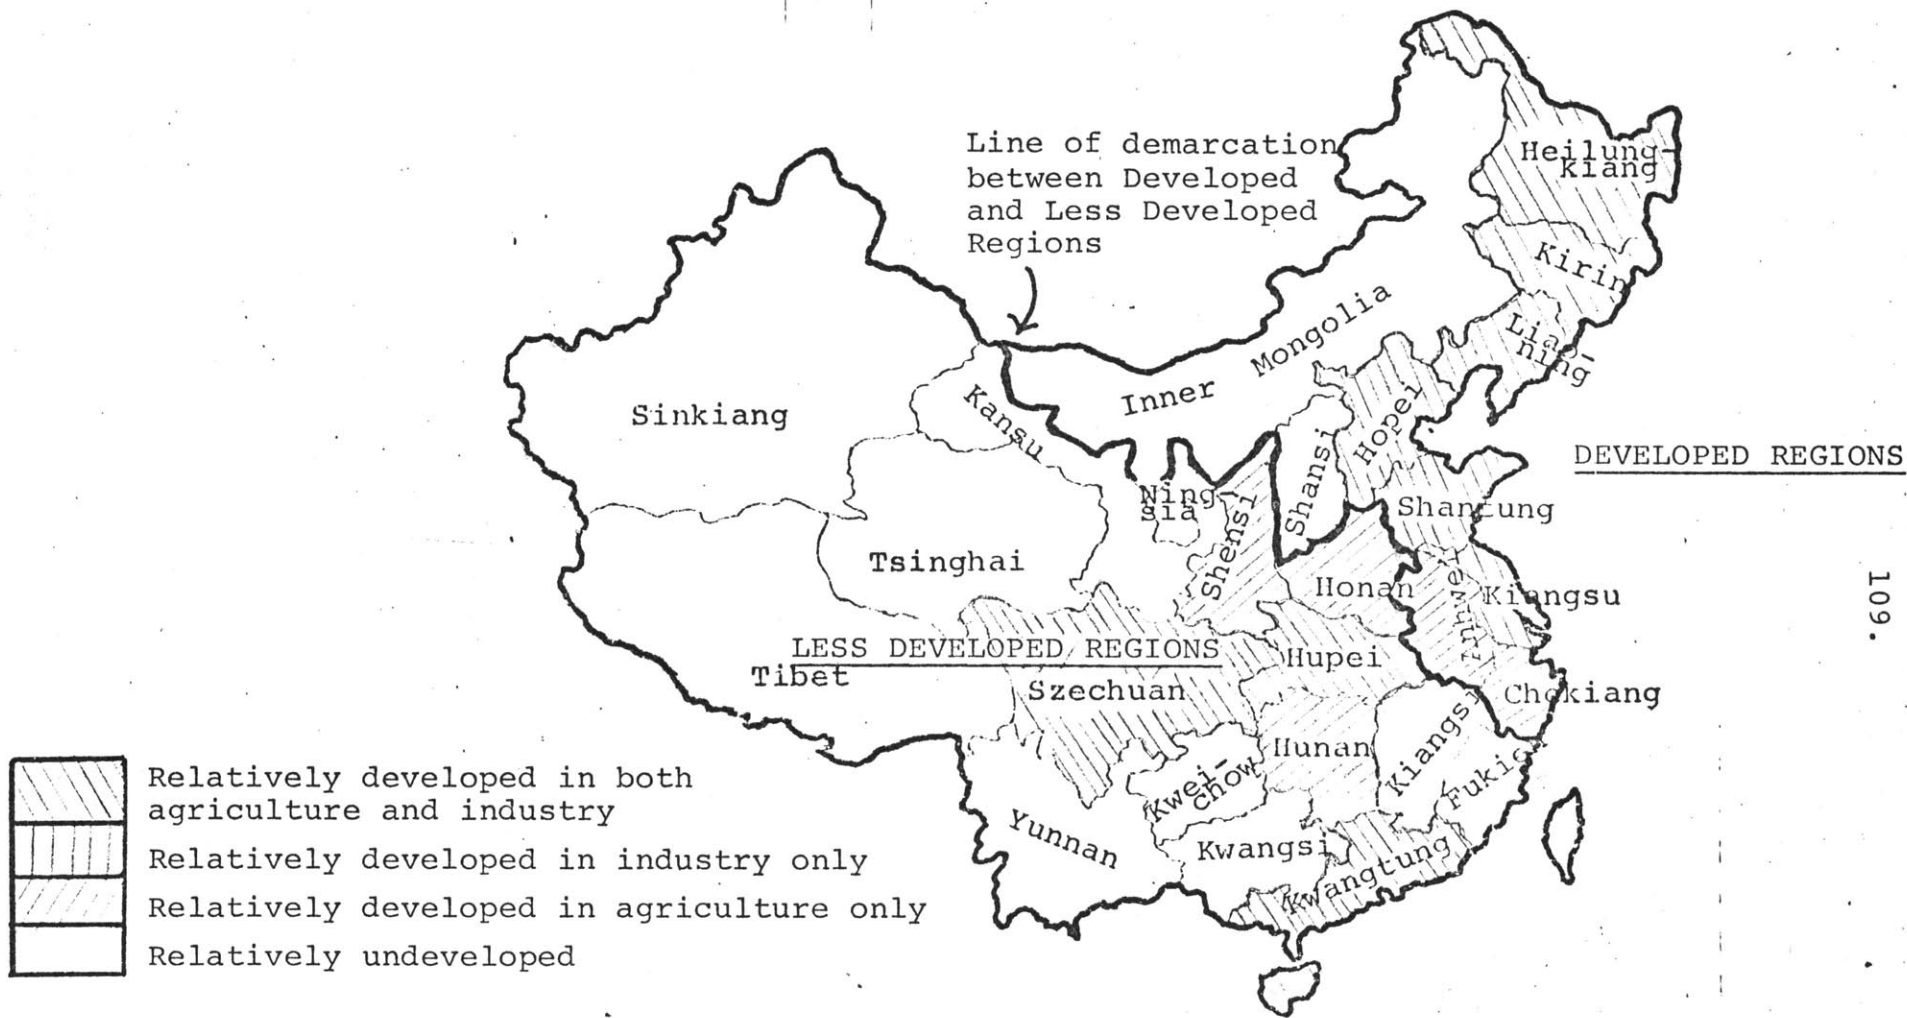 Line of demarcation
between Developed
and Less Developed
Regions
Heilung-
kiang
Kirin
Liao-
ning
Inner Mongolia
Sinkiang
Kansu
Hopei
DEVELOPED REGIONS
Ning
sia
Shensi
Shansi
Shantung
Tsinghai
Honan
Anhwei
Kiangsu
109.
LESS DEVELOPED REGIONS
Tibet
Szechuan
Hupei
Chekiang
Hunan
Kiangsi
Kwei-
chow
Yunnan
Kwangsi
Kwangtung
Relatively developed in both
agriculture and industry
Relatively developed in industry only
Relatively developed in agriculture only
Relatively undeveloped